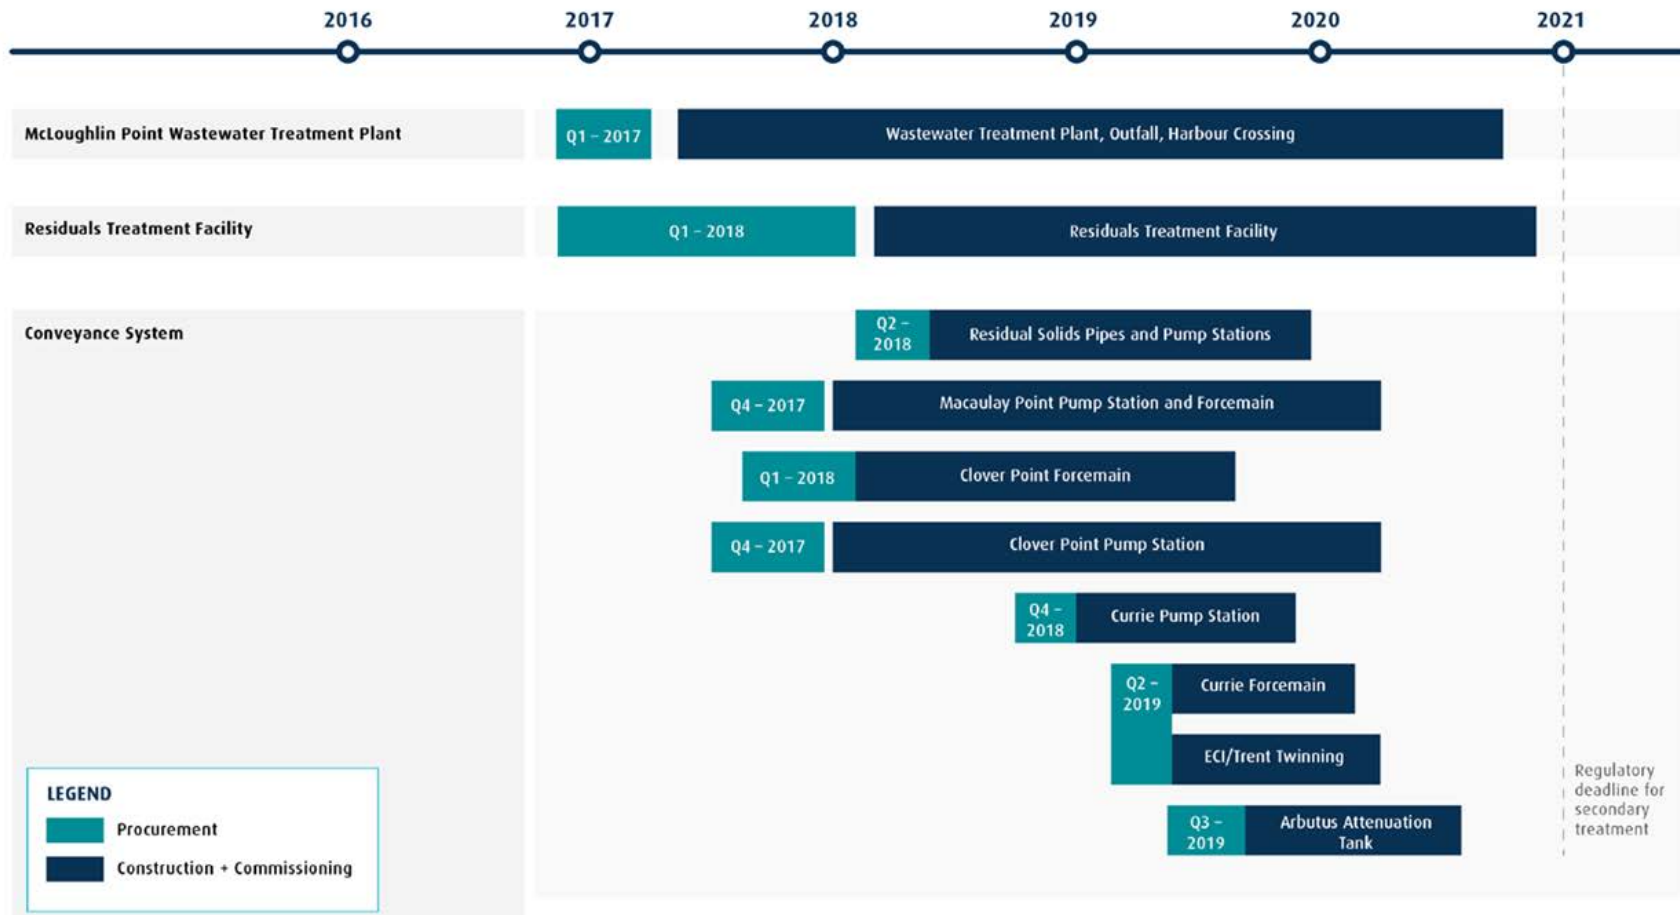 2016 2017 2018 2019 2020 2021
McLoughlin Point Wastewater Treatment Plant
Q1 – 2017
Wastewater Treatment Plant, Outfall, Harbour Crossing
Residuals Treatment Facility
Q1 – 2018
Residuals Treatment Facility
Conveyance System
Q2 –
2018
Residual Solids Pipes and Pump Stations
Q4 – 2017
Macaulay Point Pump Station and Forcemain
Q1 – 2018
Clover Point Forcemain
Q4 – 2017
Clover Point Pump Station
Q4 –
2018
Currie Pump Station
Q2 –
2019
Currie Forcemain
ECI/Trent Twinning
Q3 –
2019
Arbutus Attenuation
Tank
Regulatory
deadline for
secondary
treatment
LEGEND
Procurement
Construction + Commissioning